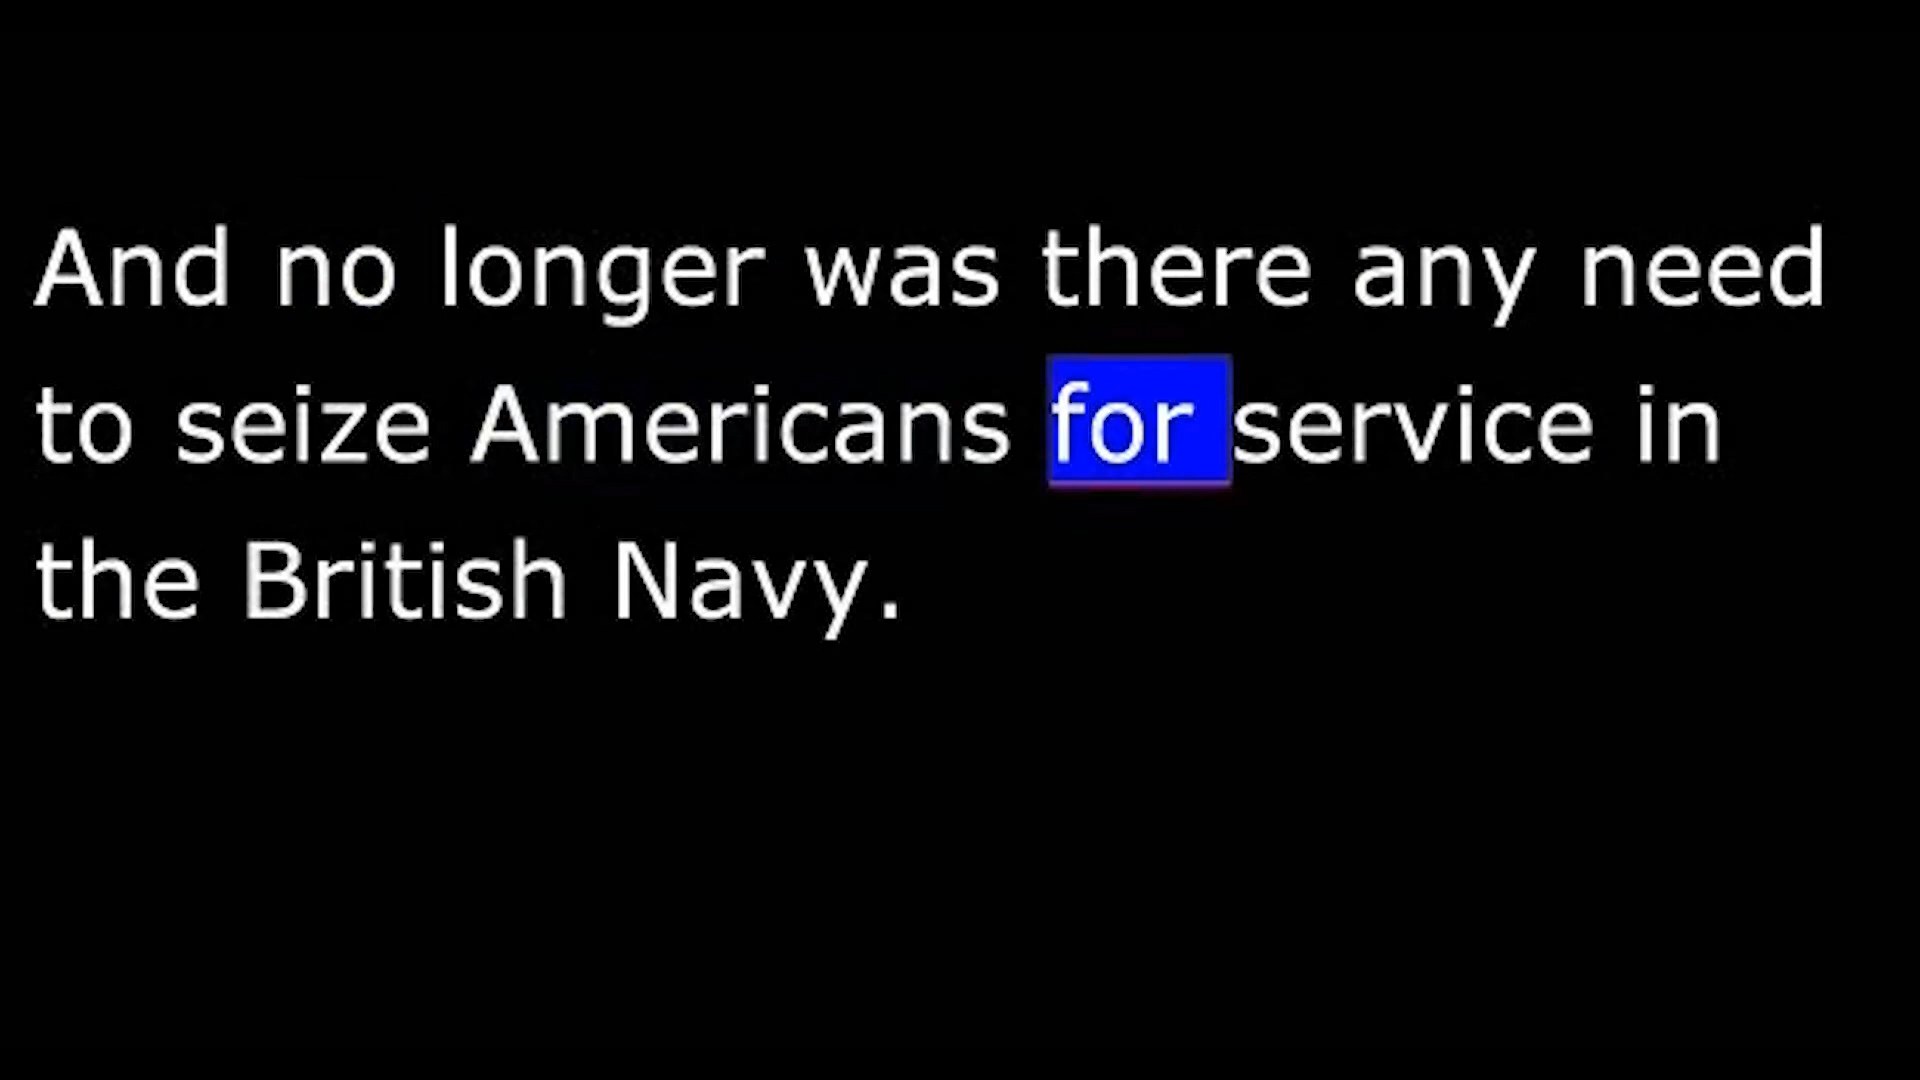 And no longer was there any need
to seize Americans for service in
the British Navy.